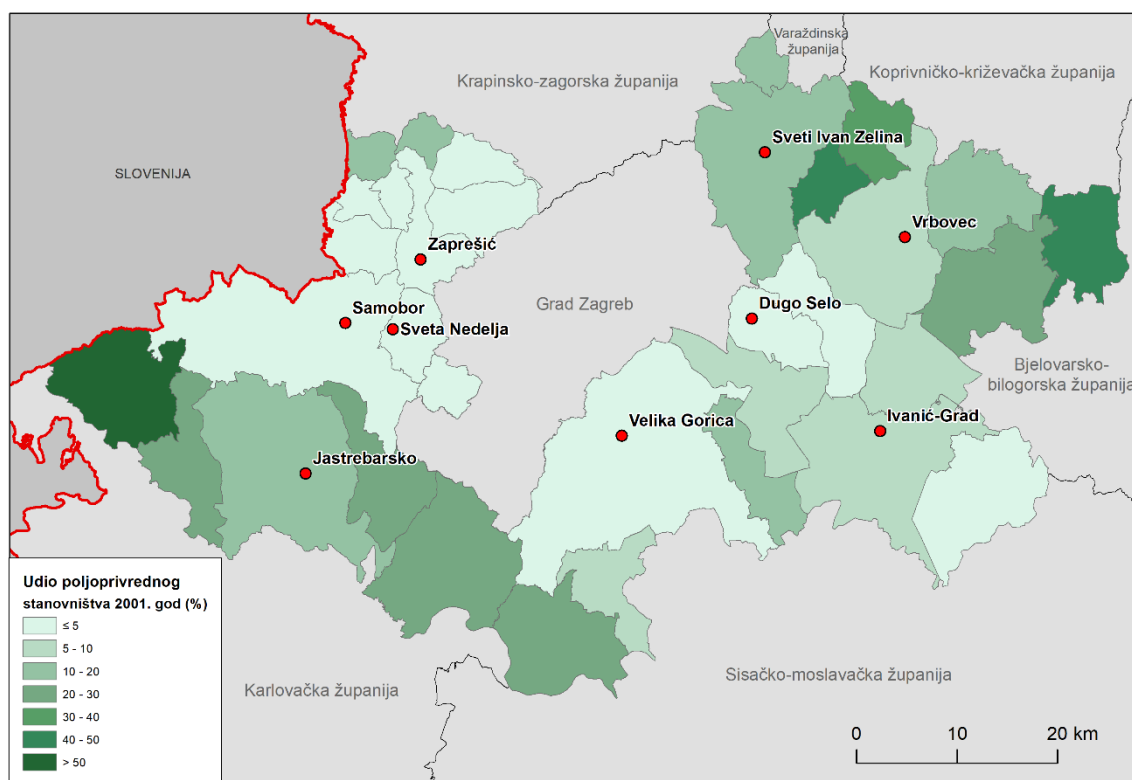 Varaždinska
županija
Krapinsko-zagorska županija
Koprivničko-križevačka županija
SLOVENIJA
Sveti Ivan Zelina
Vrbovec
Zaprešić
Grad Zagreb
Dugo Selo
Samobor
Sveta Nedelja
Bjelovarsko-
bilogorska županija
Velika Gorica
Ivanić-Grad
Jastrebarsko
Udio poljoprivrednog
stanovništva 2001. god (%)
≤ 5
5 - 10
10 - 20
20 - 30
30 - 40
40 - 50
> 50
Karlovačka županija
Sisačko-moslavačka županija
0 10 20 km